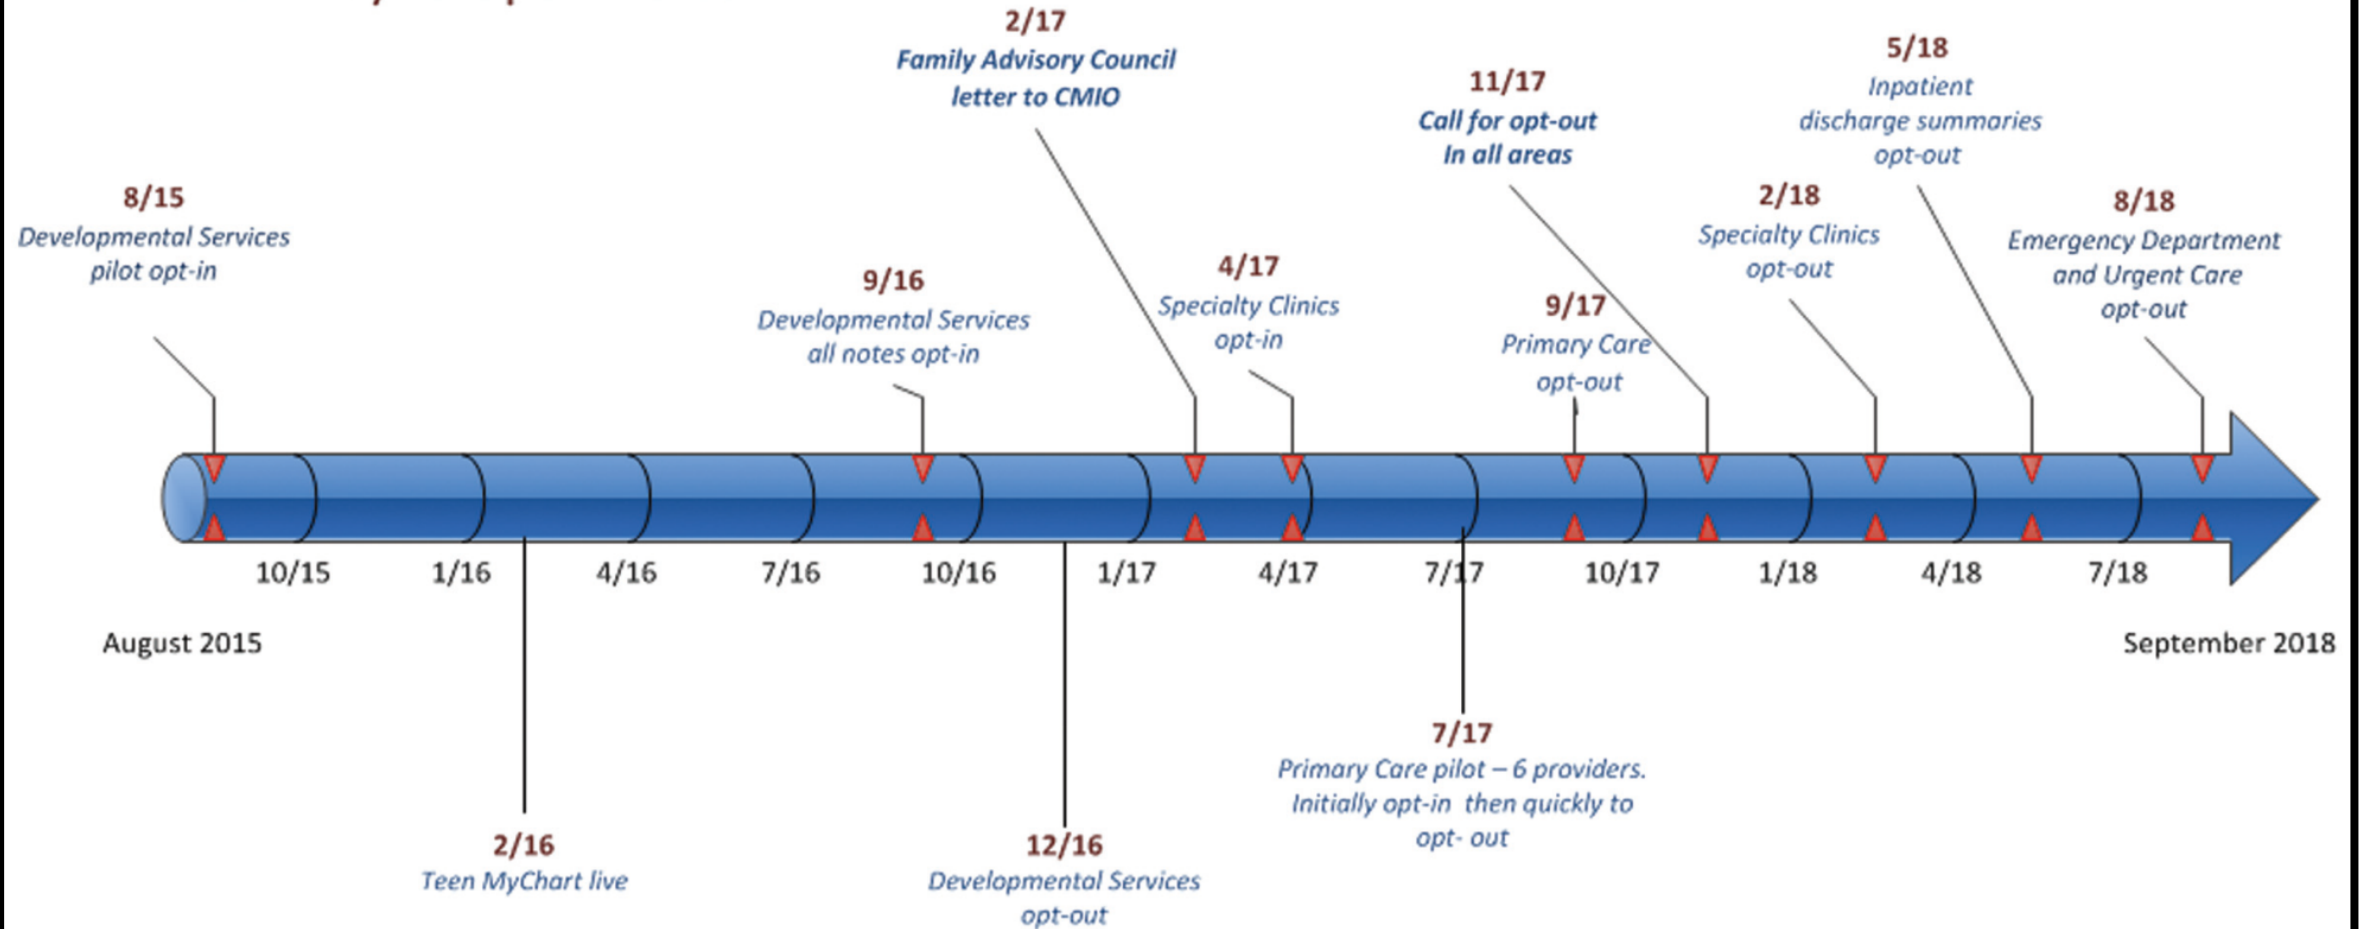 2/17
Family Advisory Council
letter to CMIO
11/17
Call for opt-out
In all areas
5/18
Inpatient
discharge summaries
opt-out
8/15
Developmental Services
pilot opt-in
9/16
Developmental Services
all notes opt-in
4/17
Specialty Clinics
opt-in
9/17
Primary Care
opt-out
2/18
Specialty Clinics
opt-out
8/18
Emergency Department
and Urgent Care
opt-out
10/15
1/16
4/16
7/16
10/16
1/17
4/17
7/17
10/17
1/18
4/18
7/18
August 2015
September 2018
2/16
Teen MyChart live
12/16
Developmental Services
opt-out
7/17
Primary Care pilot – 6 providers.
Initially opt-in then quickly to
opt- out